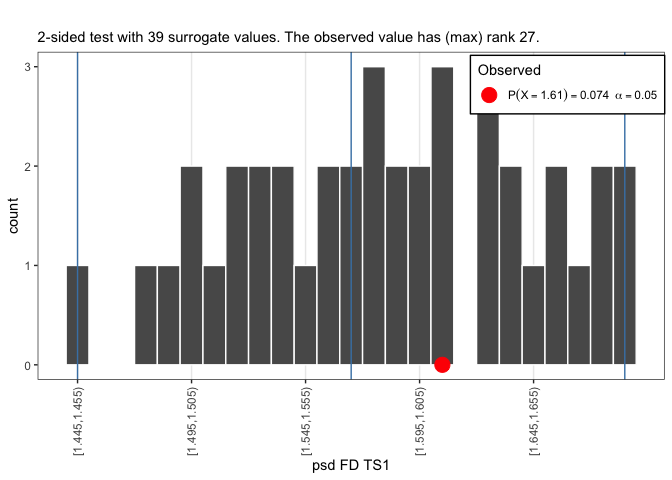 2-sided test with 39 surrogate values. The observed value has (max) rank 27.
3
2
1
0
count
Observed
P(X = 1.61) = 0.074 α = 0.05
[1.445,1.455)
[1.495,1.505)
[1.545,1.555)
[1.595,1.605)
[1.645,1.655)
psd FD TS1